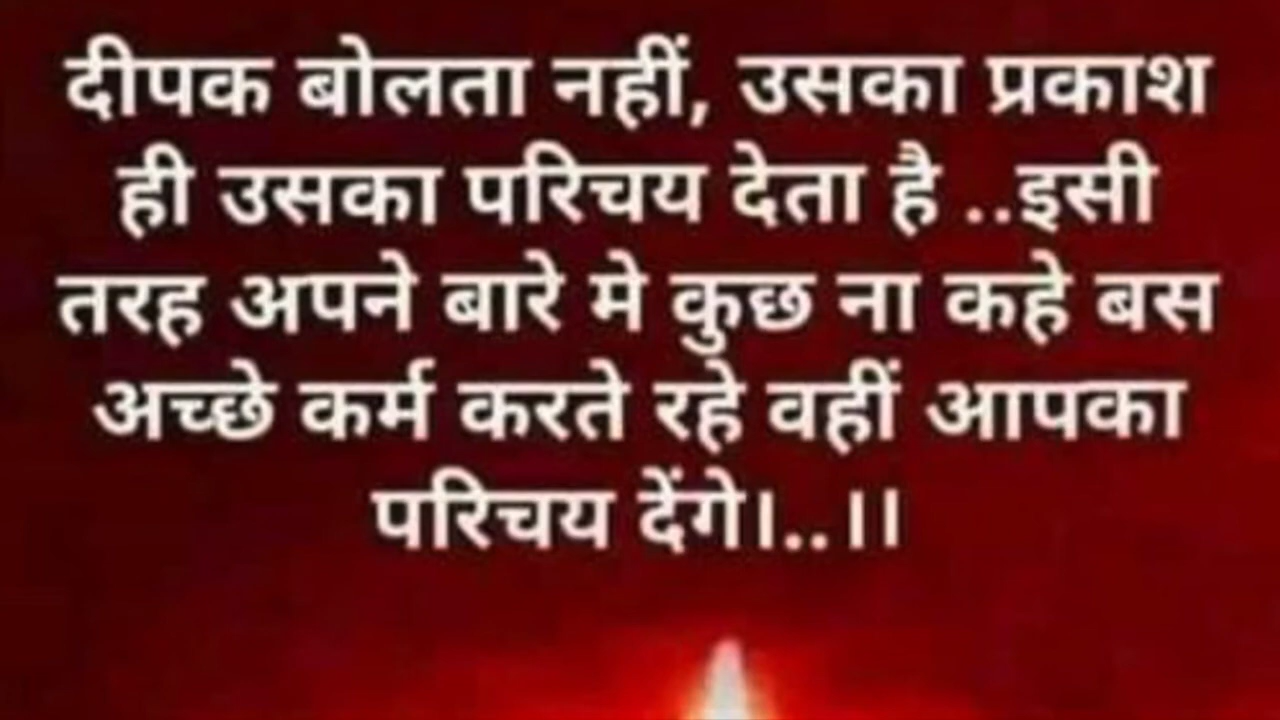 दीपक बोलता नहीं, उसका प्रकाश
ही उसका परिचय देता है ..इसी
तरह अपने बारे मे कुछ ना कहे बस
अच्छे कर्म करते रहे वहीं आपका
परिचय देंगे।..।।